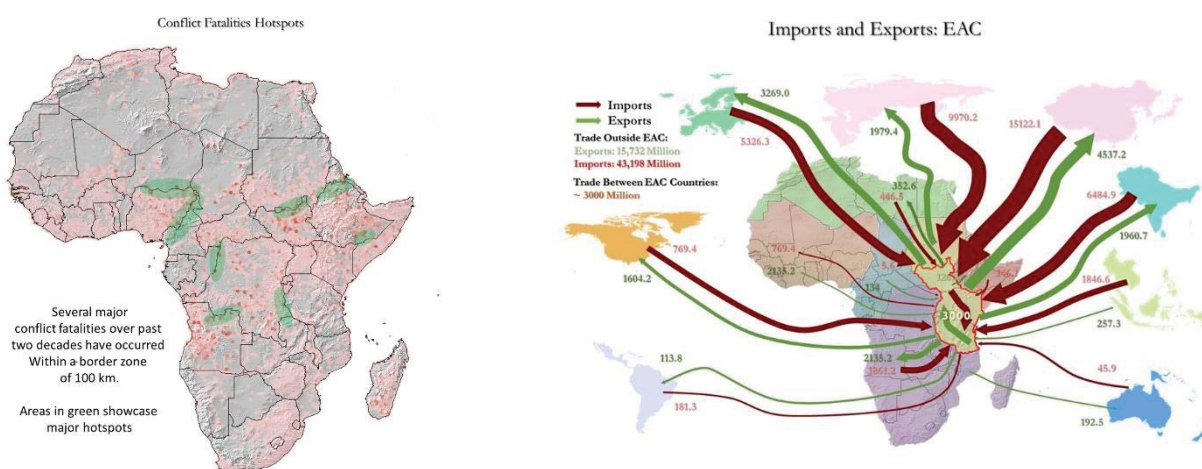 Conflict Fatalities Hotspots
Several major
conflict fatalities over past
two decades have occurred
Within a border zone
of 100 km.
Areas in green showcase
major hotspots
Imports and Exports: EAC
Imports
Exports
Trade Outside EAC:
Exports: 15,732 Million
Imports: 43,198 Million
Trade Between EAC Countries:
~ 3000 Million
3269.0
5326.3
1979.4
9970.2
15122.1
4537.2
352.6
446.5
6484.9
1960.7
769.4
1604.2
769.4
2135.2
5.6
134
3000
1846.6
257.3
2135.2
1861.2
113.8
181.3
45.9
192.5